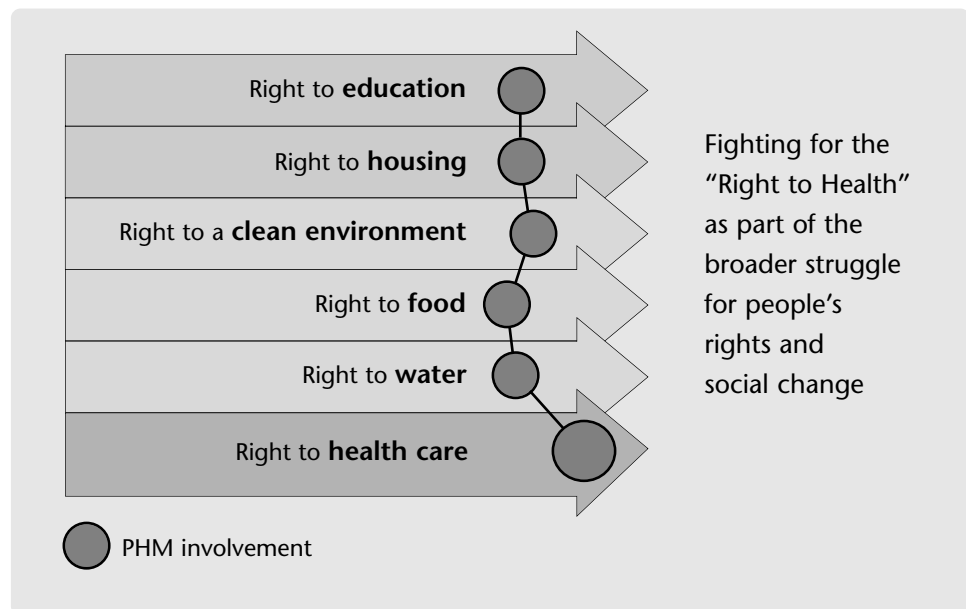 Right to education
Right to housing
Right to a clean environment
Right to food
Right to water
Right to health care
PHM involvement
Fighting for the
“Right to Health”
as part of the
broader struggle
for people’s
rights and
social change